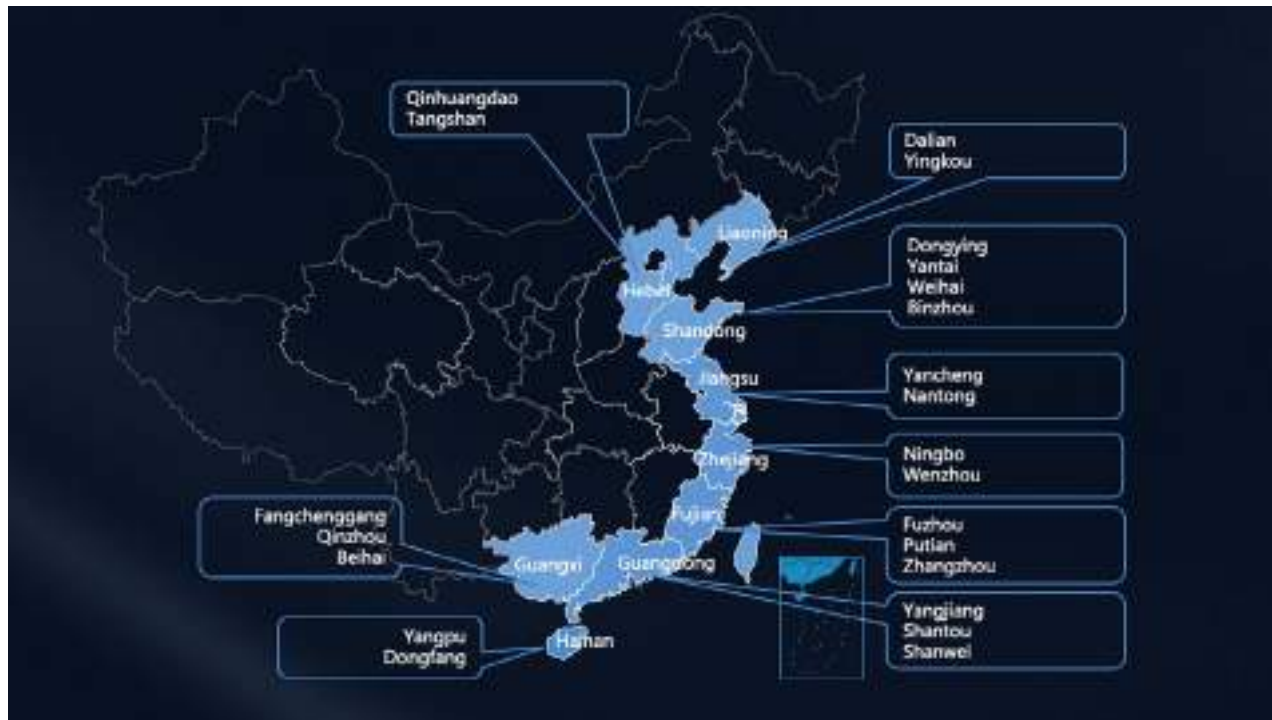 Qinhuangdao
Tangshan
Dalian
Yingkou
Liaoning
Dongying
Yantai
Weihai
Binzhou
Hebei
Shandong
Jiangsu
Yancheng
Nantong
Zhejiang
Ningbo
Wenzhou
Fangchenggang
Qinzhou
Beihai
Fujian
Fuzhou
Putian
Zhangzhou
Guangxi
Guangdong
Yangjiang
Shantou
Shanwei
Yangpu
Dongfang
Hainan